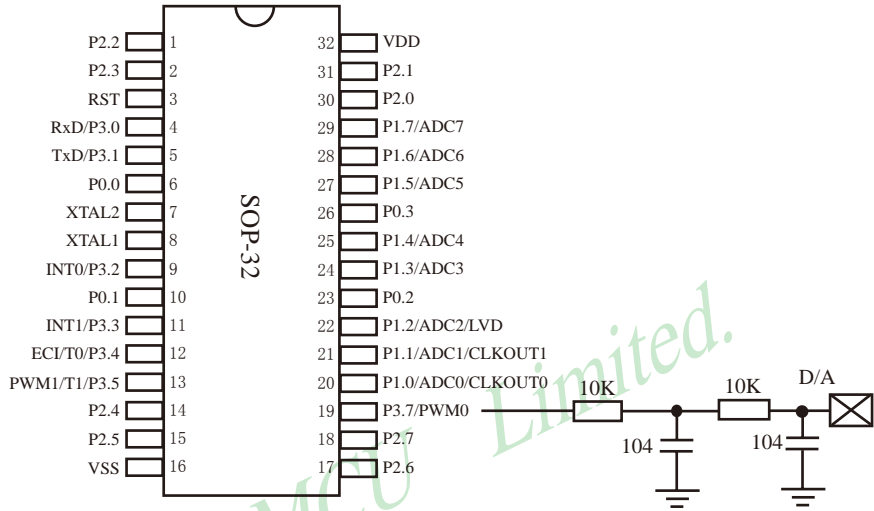 P2.2 1 32 VDD
P2.3 2 31 P2.1
RST 3 30 P2.0
RxD/P3.0 4 29 P1.7/ADC7
TxD/P3.1 5 28 P1.6/ADC6
P0.0 6 27 P1.5/ADC5
XTAL2 7 26 P0.3
XTAL1 8 25 P1.4/ADC4
INT0/P3.2 9 24 P1.3/ADC3
P0.1 10 23 P0.2
INT1/P3.3 11 22 P1.2/ADC2/LVD
ECI/T0/P3.4 12 21 P1.1/ADC1/CLKOUT1
PWM1/T1/P3.5 13 20 P1.0/ADC0/CLKOUT0
P2.4 14 19 P3.7/PWM0
P2.5 15 18 P2.7
VSS 16 17 P2.6
SOP-32
10K 10K D/A
104 104
MCU Limited.